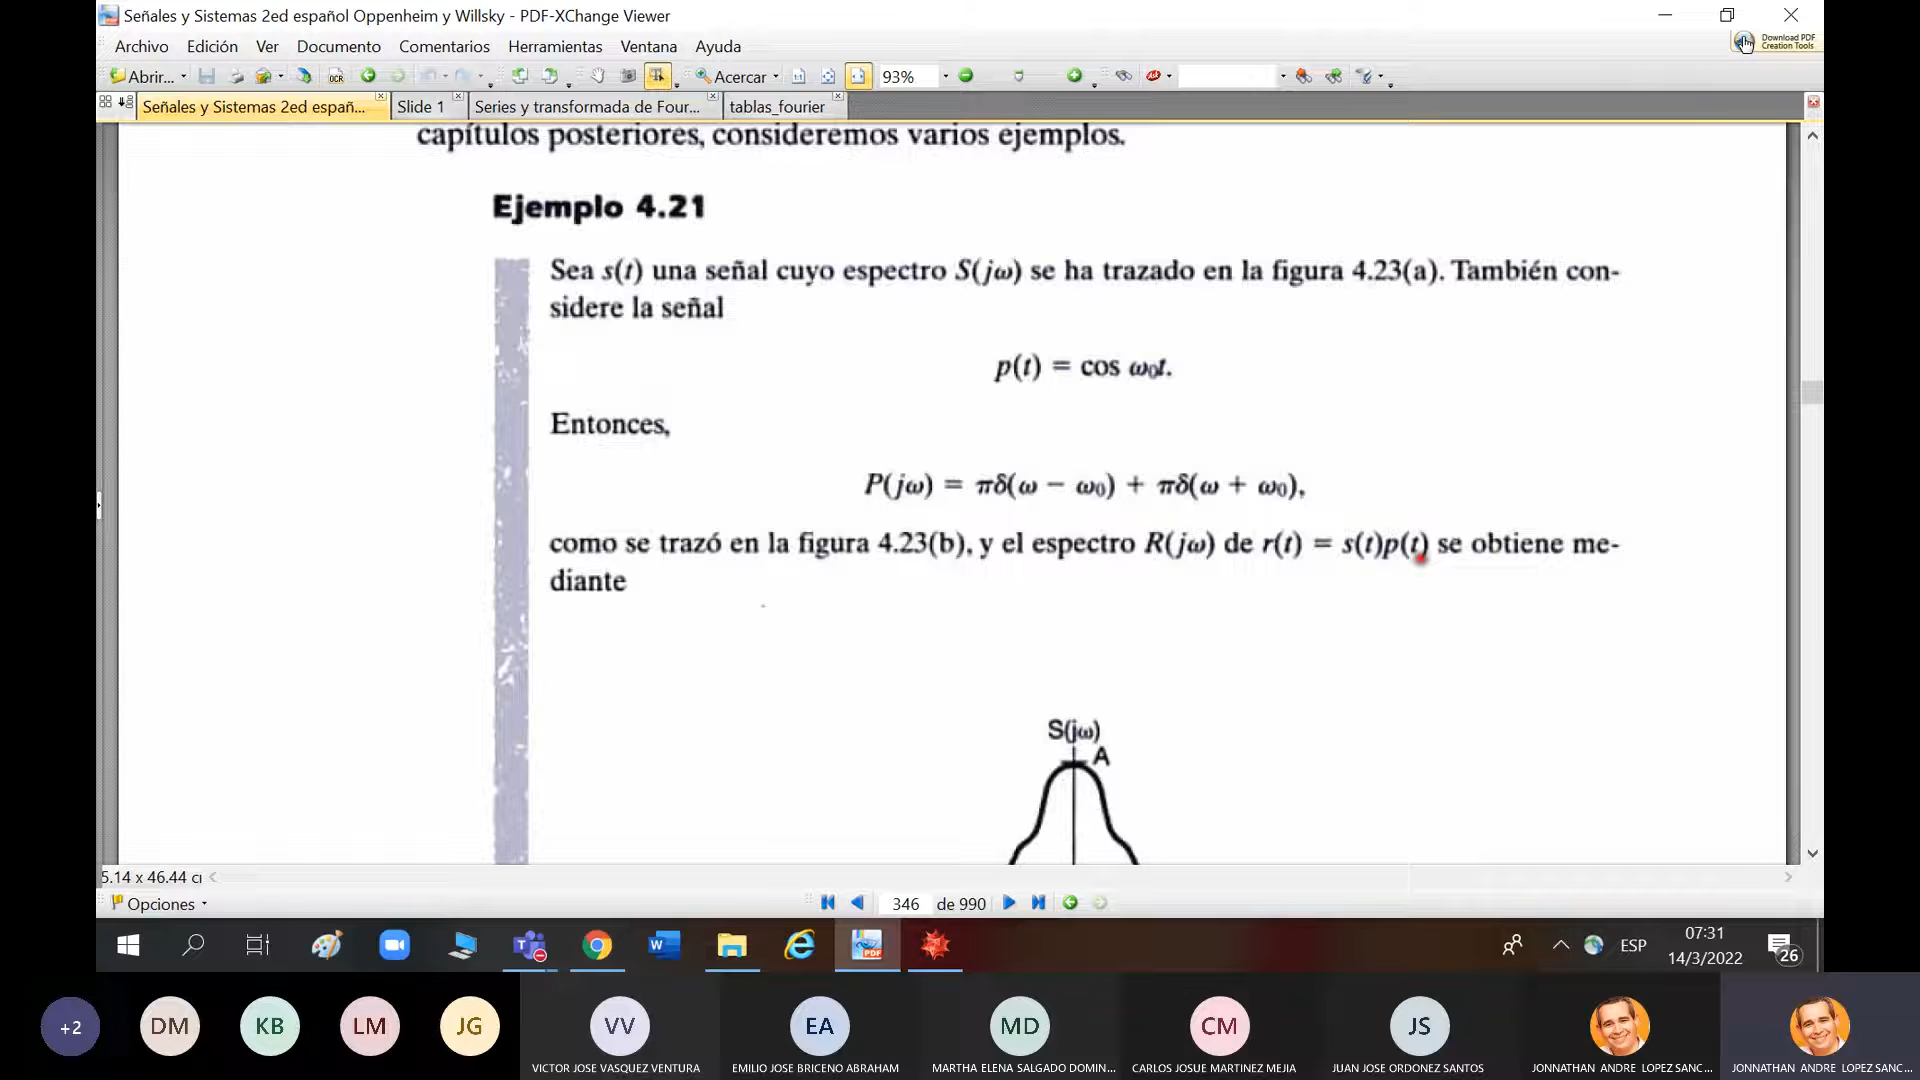 Señales y Sistemas 2ed español Oppenheim y Willsky - PDF-XChange Viewer
Archivo Edición Ver Documento Comentarios Herramientas Ventana Ayuda
Download PDF
Creation Tools
Abrir...
OCR
Acercar
93%
Señales y Sistemas 2ed españ...
Slide 1
Series y transformada de Four...
tablas_fourier
capítulos posteriores, consideremos varios ejemplos.
Ejemplo 4.21
Sea s(t) una señal cuyo espectro S(jω) se ha trazado en la figura 4.23(a). También con-
sidere la señal
p(t) = cos ω₀t.
Entonces,
P(jω) = πδ(ω − ω₀) + πδ(ω + ω₀),
como se trazó en la figura 4.23(b), y el espectro R(jω) de r(t) = s(t)p(t) se obtiene me-
diante
S(jω)
A
5.14 x 46.44 cı
Opciones
346 de 990
ESP
07:31
14/3/2022
26
+2
DM
KB
LM
JG
VV
EA
MD
CM
JS
VICTOR JOSE VASQUEZ VENTURA
EMILIO JOSE BRICENO ABRAHAM
MARTHA ELENA SALGADO DOMIN...
CARLOS JOSUE MARTINEZ MEJIA
JUAN JOSE ORDONEZ SANTOS
JONNATHAN ANDRE LOPEZ SANC...
JONNATHAN ANDRE LOPEZ SANC...